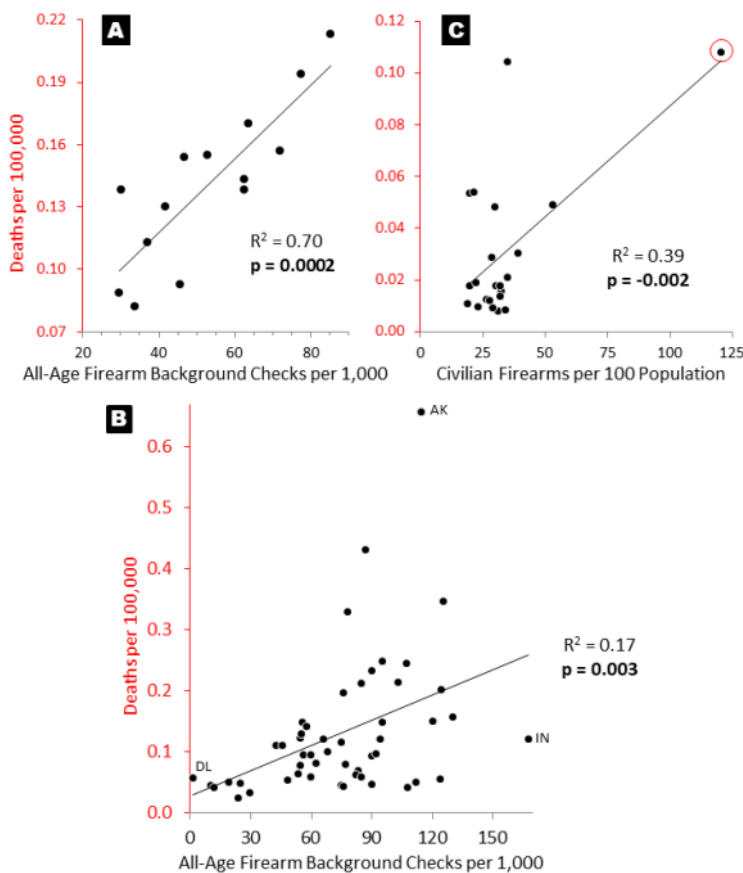 A
0.22
0.19
0.16
0.13
0.10
0.07
Deaths per 100,000
R² = 0.70
p = 0.0002
20 40 60 80
All-Age Firearm Background Checks per 1,000
C
0.12
0.10
0.08
0.06
0.04
0.02
0.00
R² = 0.39
p = -0.002
0 25 50 75 100 125
Civilian Firearms per 100 Population
B
0.6
0.5
0.4
0.3
0.2
0.1
0.0
Deaths per 100,000
AK
R² = 0.17
p = 0.003
IN
DL
0 30 60 90 120 150
All-Age Firearm Background Checks per 1,000